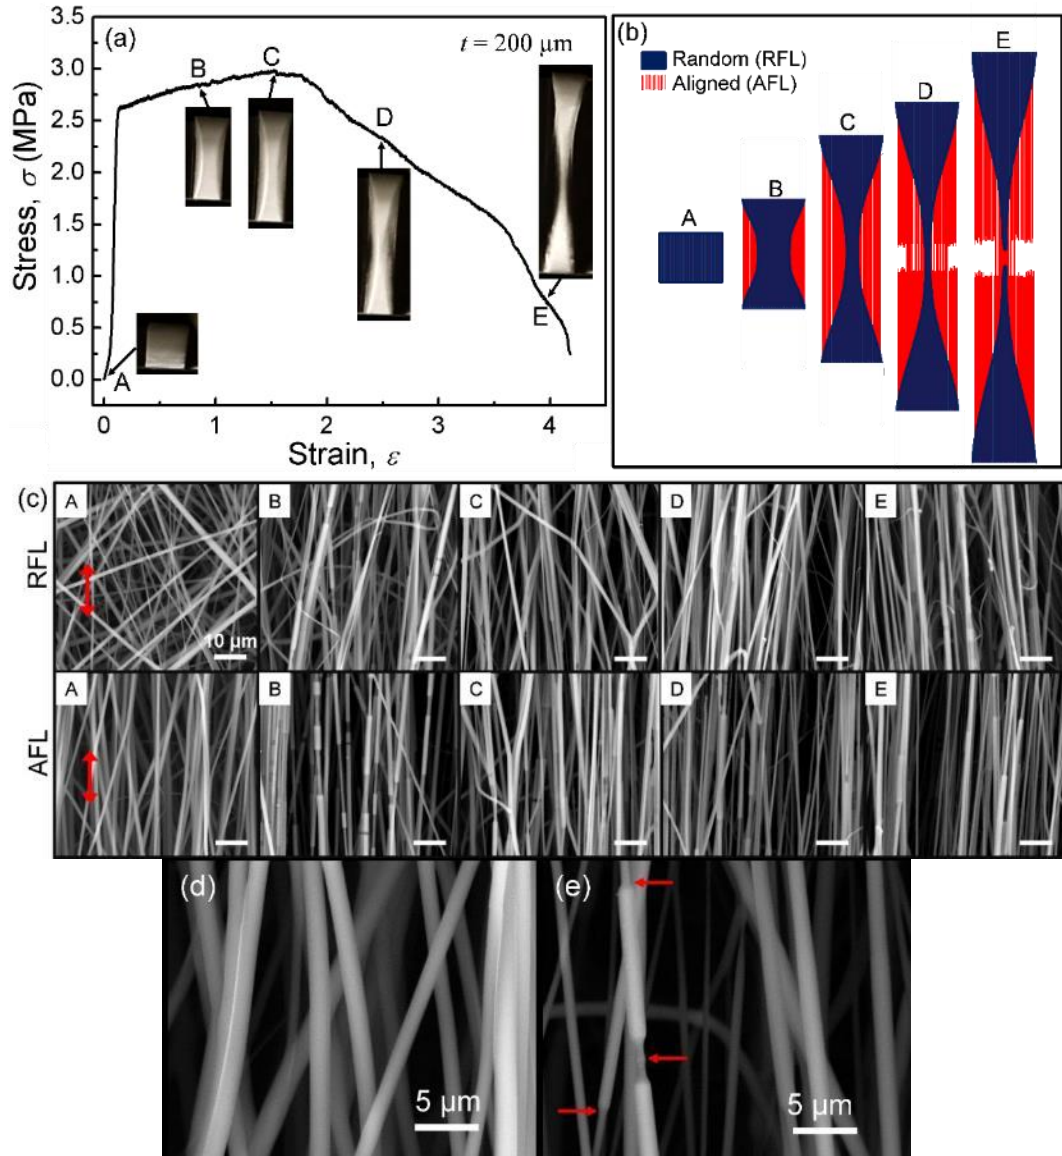 (a)
t = 200 μm
3.5
3.0
2.5
2.0
1.5
1.0
0.5
0.0
Stress, σ (MPa)
A
B
C
D
E
0 1 2 3 4
Strain, ε
(b)
Random (RFL)
Aligned (AFL)
A
B
C
D
E
(c)
RFL
A B C D E
10 μm
AFL
A B C D E
(d)
5 μm
(e)
5 μm